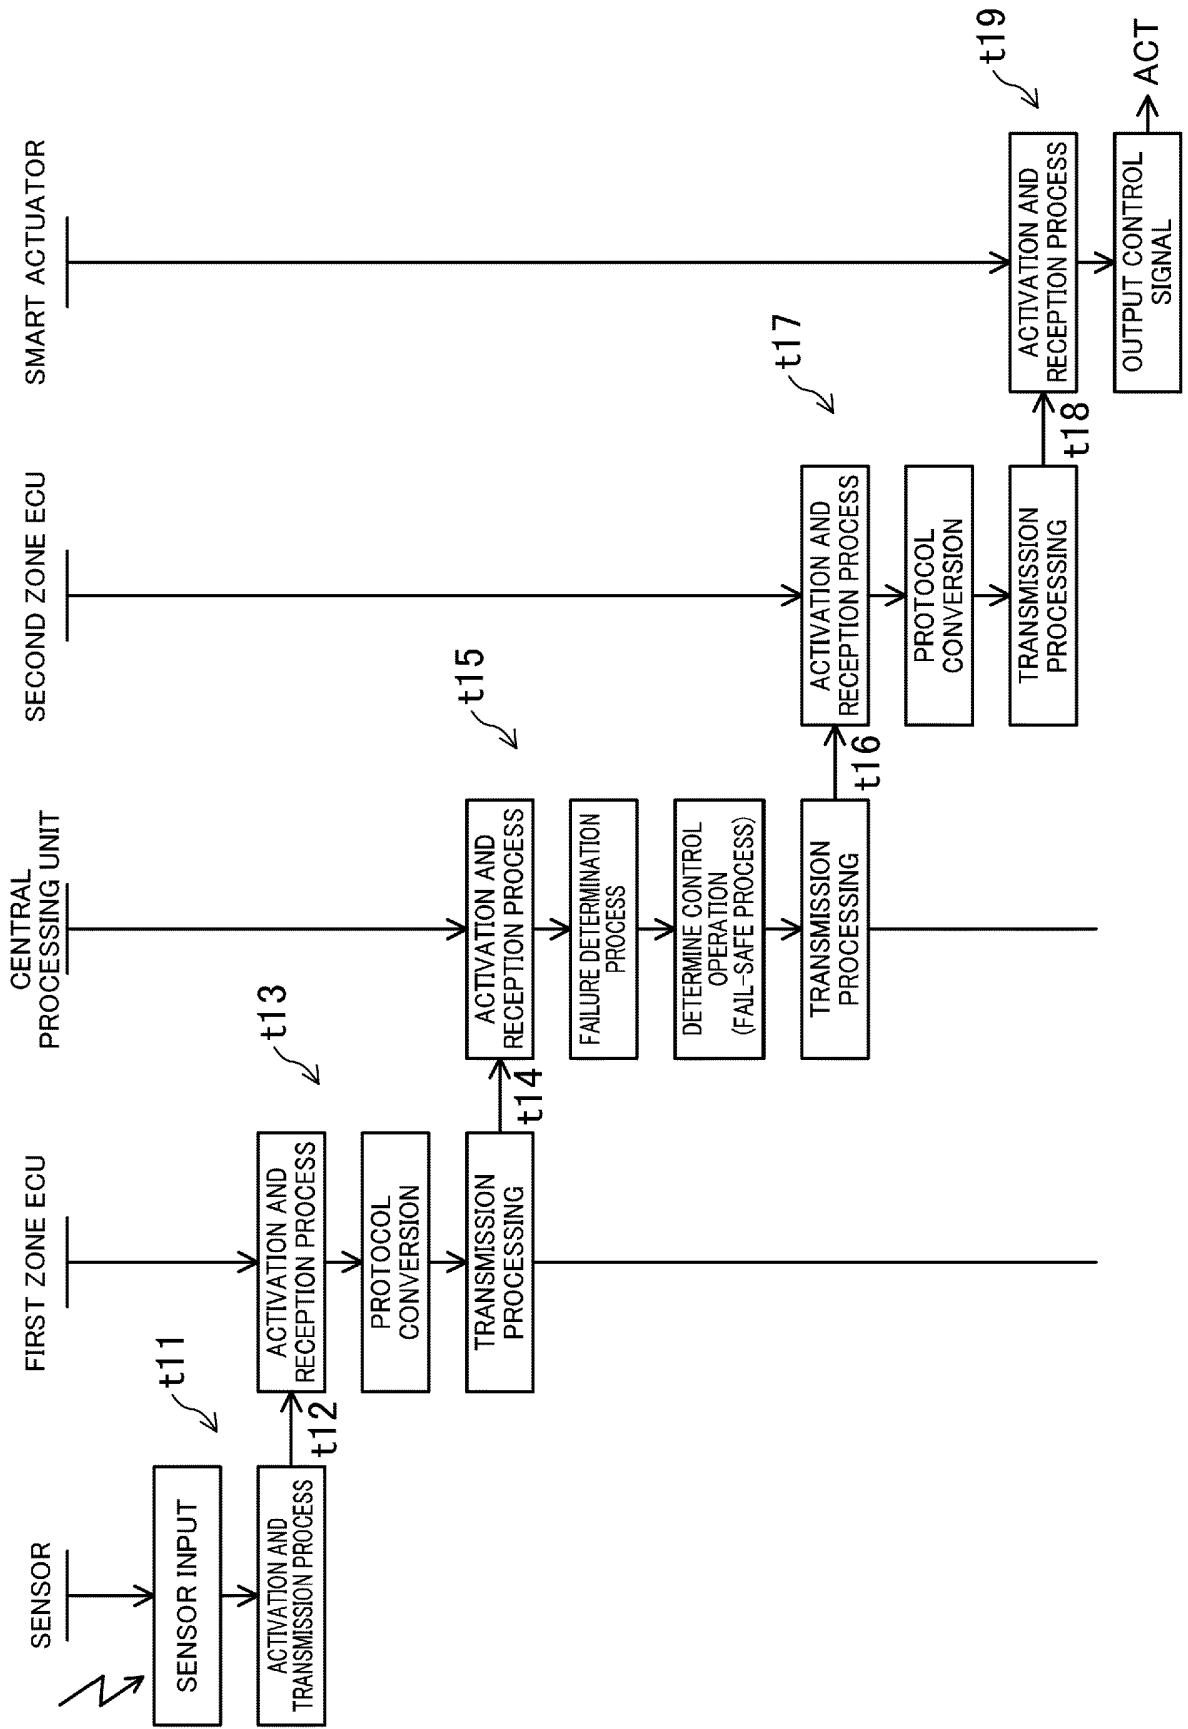 SENSOR
SENSOR INPUT
t11
ACTIVATION AND
TRANSMISSION PROCESS
t12
FIRST ZONE ECU
ACTIVATION AND
RECEPTION PROCESS
t13
PROTOCOL
CONVERSION
TRANSMISSION
PROCESSING
t14
CENTRAL
PROCESSING UNIT
ACTIVATION AND
RECEPTION PROCESS
t15
FAILURE DETERMINATION
PROCESS
DETERMINE CONTROL
OPERATION
(FAIL-SAFE PROCESS)
TRANSMISSION
PROCESSING
t16
SECOND ZONE ECU
ACTIVATION AND
RECEPTION PROCESS
t17
PROTOCOL
CONVERSION
TRANSMISSION
PROCESSING
t18
SMART ACTUATOR
ACTIVATION AND
RECEPTION PROCESS
t19
OUTPUT CONTROL
SIGNAL
ACT